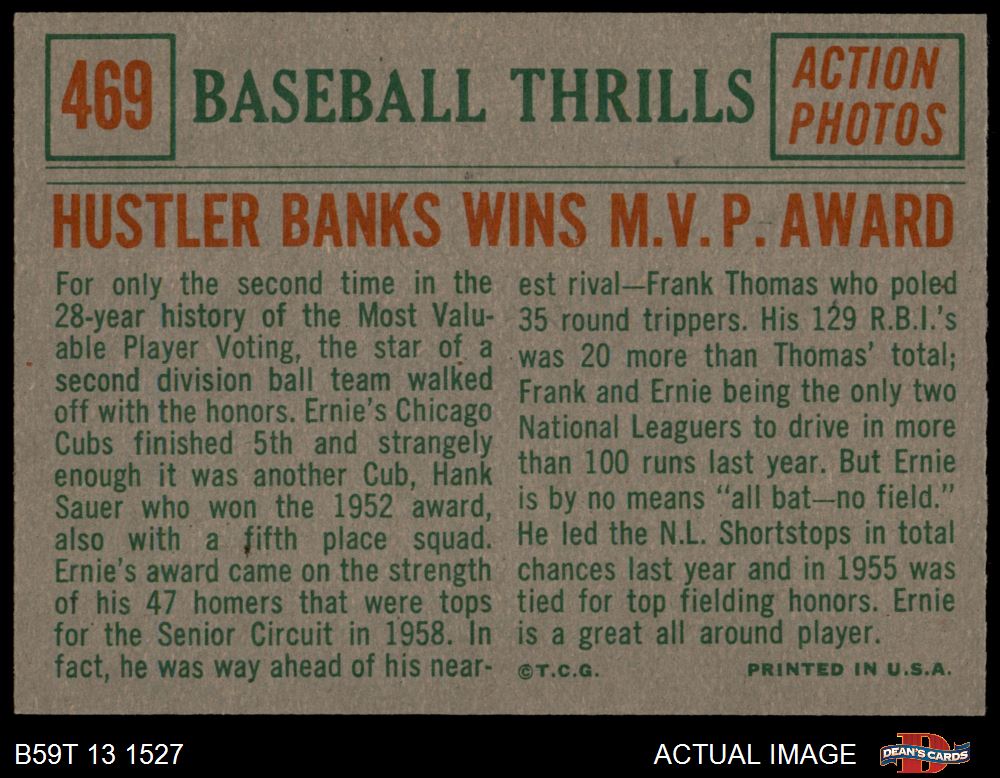 469
BASEBALL THRILLS
ACTION
PHOTOS
HUSTLER BANKS WINS M.V.P. AWARD
For only the second time in the
28-year history of the Most Valu-
able Player Voting, the star of a
second division ball team walked
off with the honors. Ernie's Chicago
Cubs finished 5th and strangely
enough it was another Cub, Hank
Sauer who won the 1952 award,
also with a fifth place squad.
Ernie's award came on the strength
of his 47 homers that were tops
for the Senior Circuit in 1958. In
fact, he was way ahead of his near-
est rival—Frank Thomas who poled
35 round trippers. His 129 R.B.I.'s
was 20 more than Thomas' total;
Frank and Ernie being the only two
National Leaguers to drive in more
than 100 runs last year. But Ernie
is by no means "all bat—no field."
He led the N.L. Shortstops in total
chances last year and in 1955 was
tied for top fielding honors. Ernie
is a great all around player.
©T.C.G. PRINTED IN U.S.A.
B59T 13 1527
ACTUAL IMAGE
D
DEAN'S CARDS